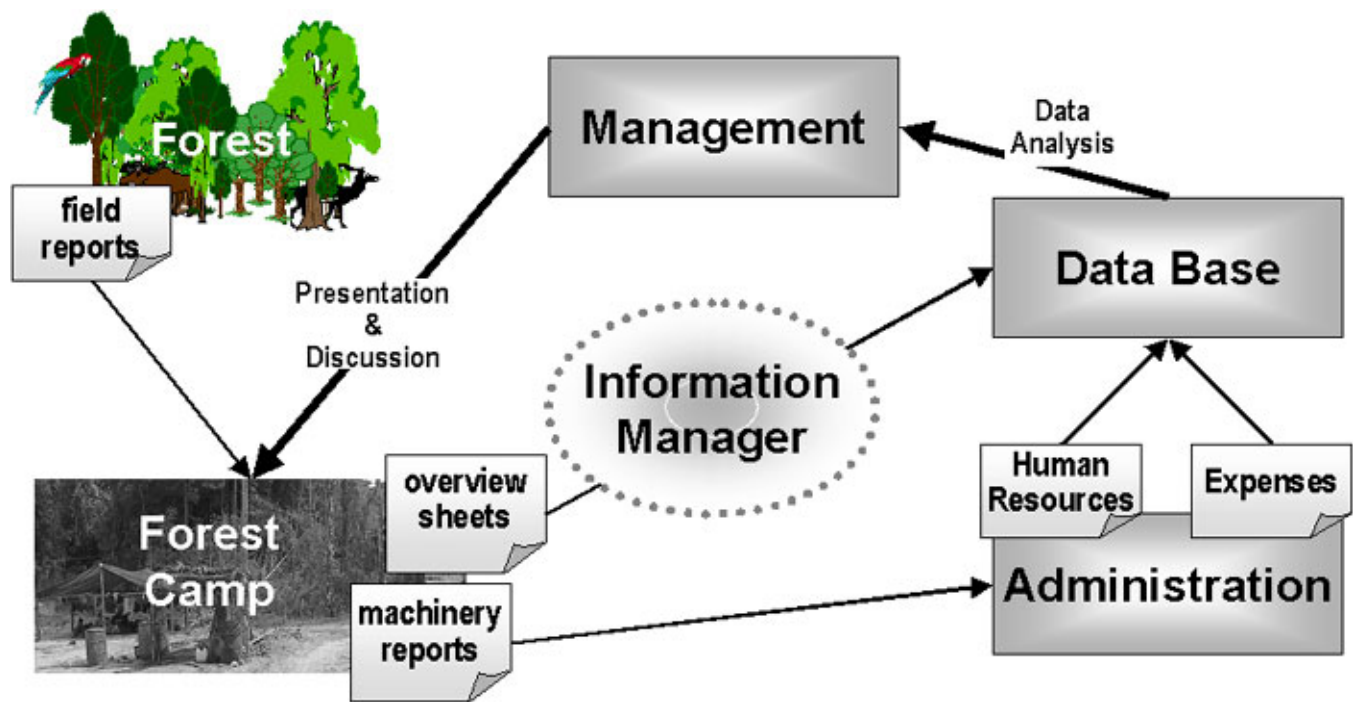 Forest
field
reports
Management
Data
Analysis
Data Base
Presentation
&
Discussion
Information
Manager
overview
sheets
Forest
Camp
machinery
reports
Human
Resources
Expenses
Administration